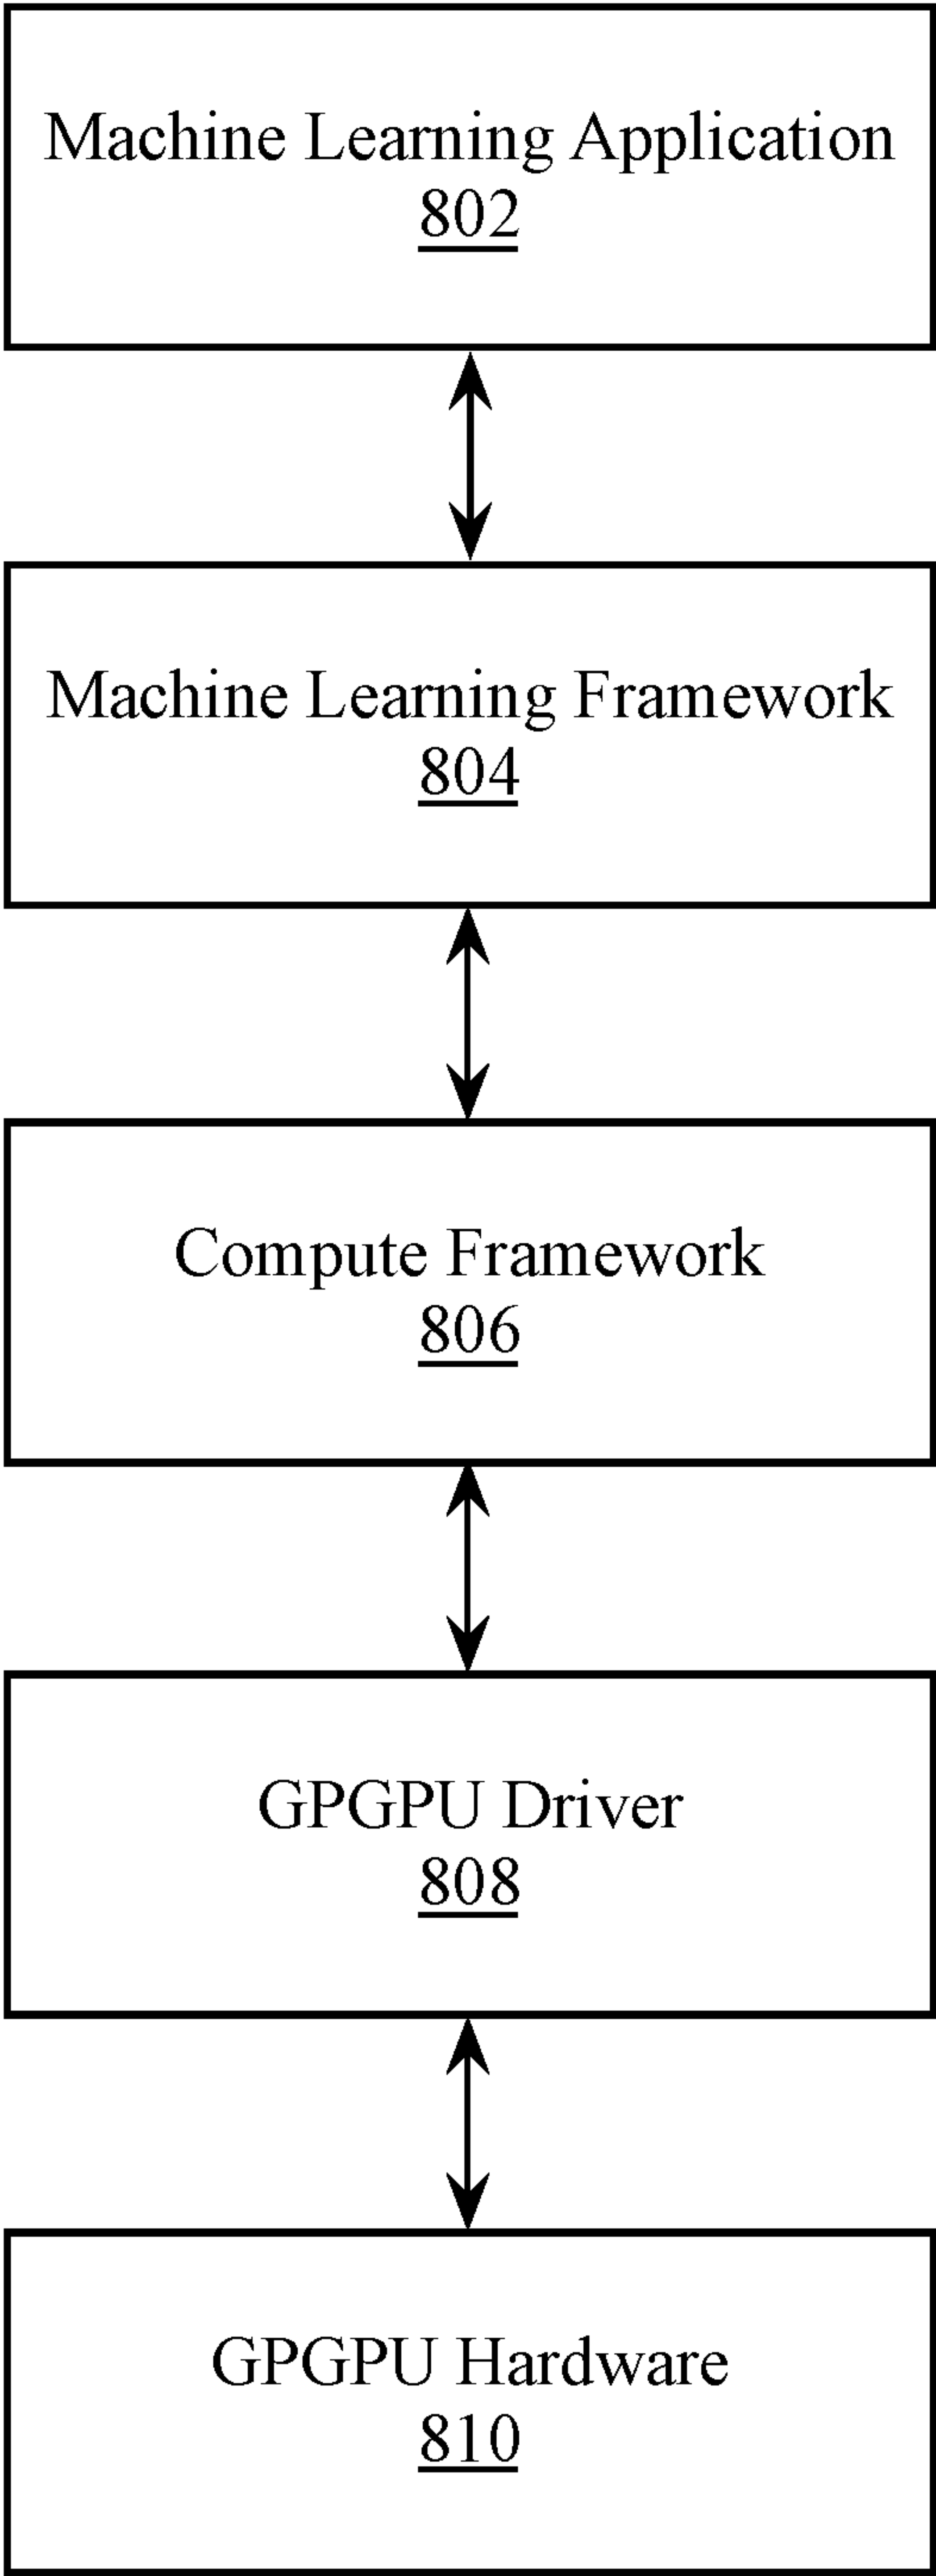 Machine Learning Application
802
Machine Learning Framework
804
Compute Framework
806
GPGPU Driver
808
GPGPU Hardware
810